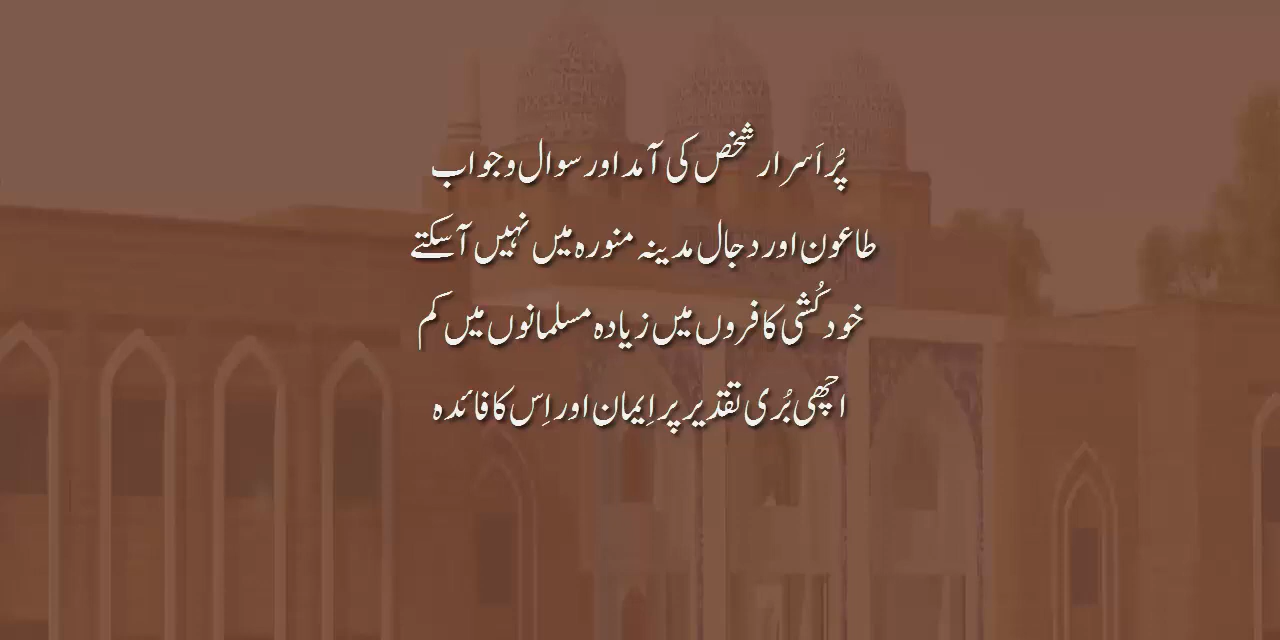 پُر اَسرار شخص کی آمد اور سوال و جواب
طاعون اور دجال مدینہ منورہ میں نہیں آسکتے
خود کُشی کافروں میں زیادہ مسلمانوں میں کم
اچھی بُری تقدیر پر اِیمان اور اِس کا فائدہ